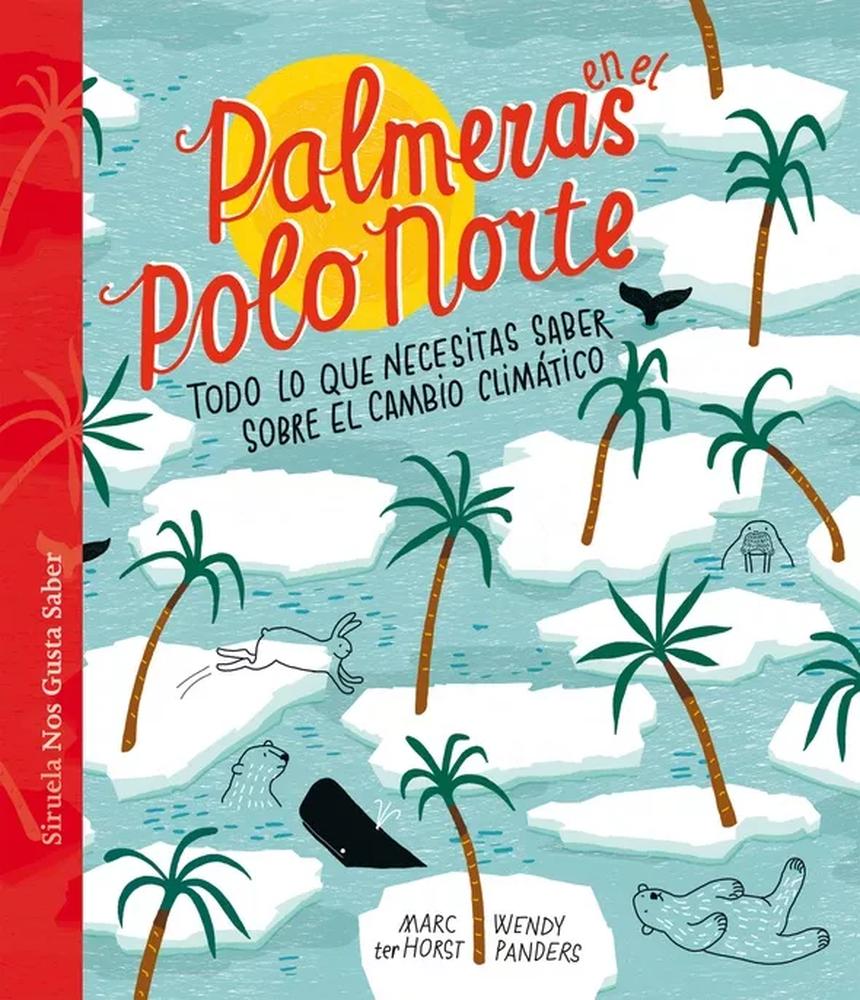 en el
Palmeras
Polo Norte
TODO LO QUE NECESITAS SABER
SOBRE EL CAMBIO CLIMÁTICO
Siruela Nos Gusta Saber
MARC
ter HORST
WENDY
PANDERS